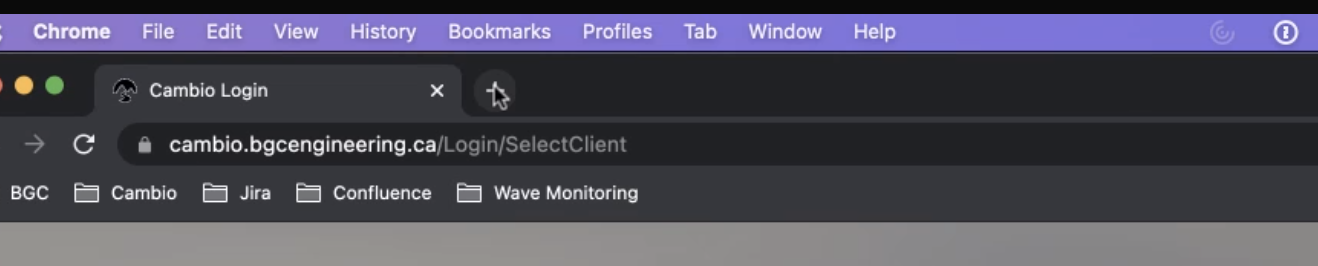 Chrome File Edit View History Bookmarks Profiles Tab Window Help
Cambio Login
cambio.bgcengineering.ca/Login/SelectClient
BGC Cambio Jira Confluence Wave Monitoring